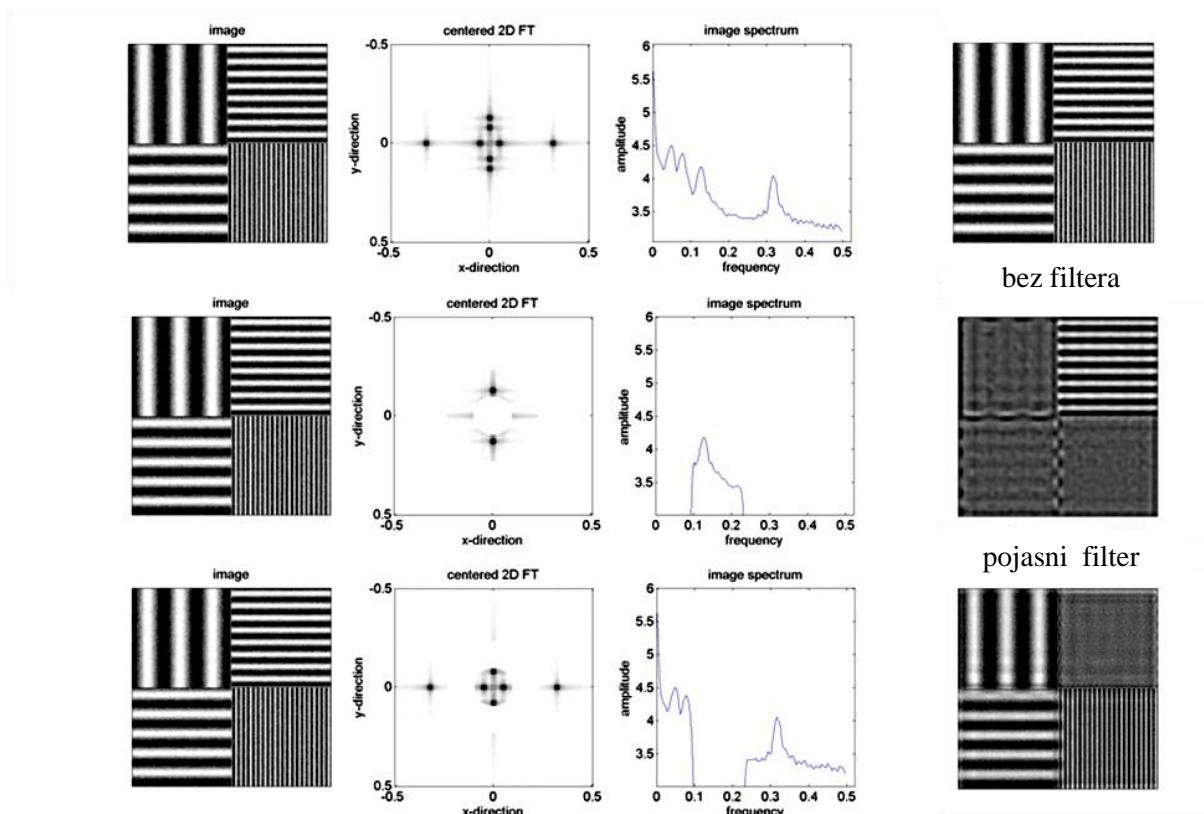 image
centered 2D FT
image spectrum
-0.5
0
0.5
y-direction
-0.5 0 0.5
x-direction
6
5.5
5
4.5
4
3.5
amplitude
0 0.1 0.2 0.3 0.4 0.5
frequency
bez filtera
image
centered 2D FT
image spectrum
-0.5
0
0.5
y-direction
-0.5 0 0.5
x-direction
6
5.5
5
4.5
4
3.5
amplitude
0 0.1 0.2 0.3 0.4 0.5
frequency
pojasni filter
image
centered 2D FT
image spectrum
-0.5
0
0.5
y-direction
-0.5 0 0.5
x-direction
6
5.5
5
4.5
4
3.5
amplitude
0 0.1 0.2 0.3 0.4 0.5
frequency